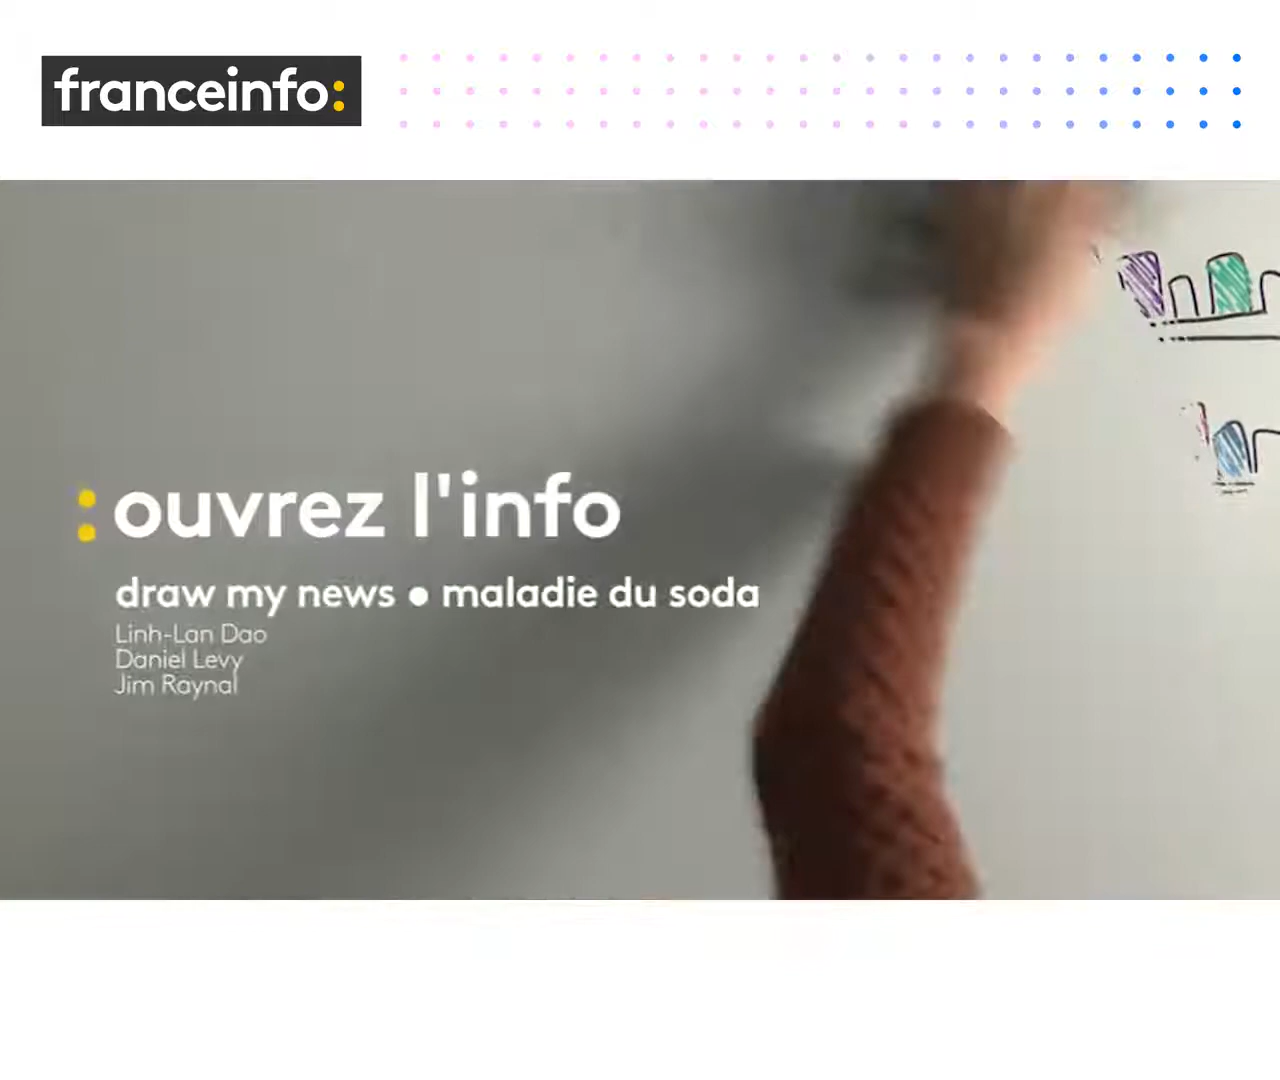 franceinfo:
: ouvrez l'info
draw my news ● maladie du soda
Linh-Lan Dao
Daniel Levy
Jim Raynal